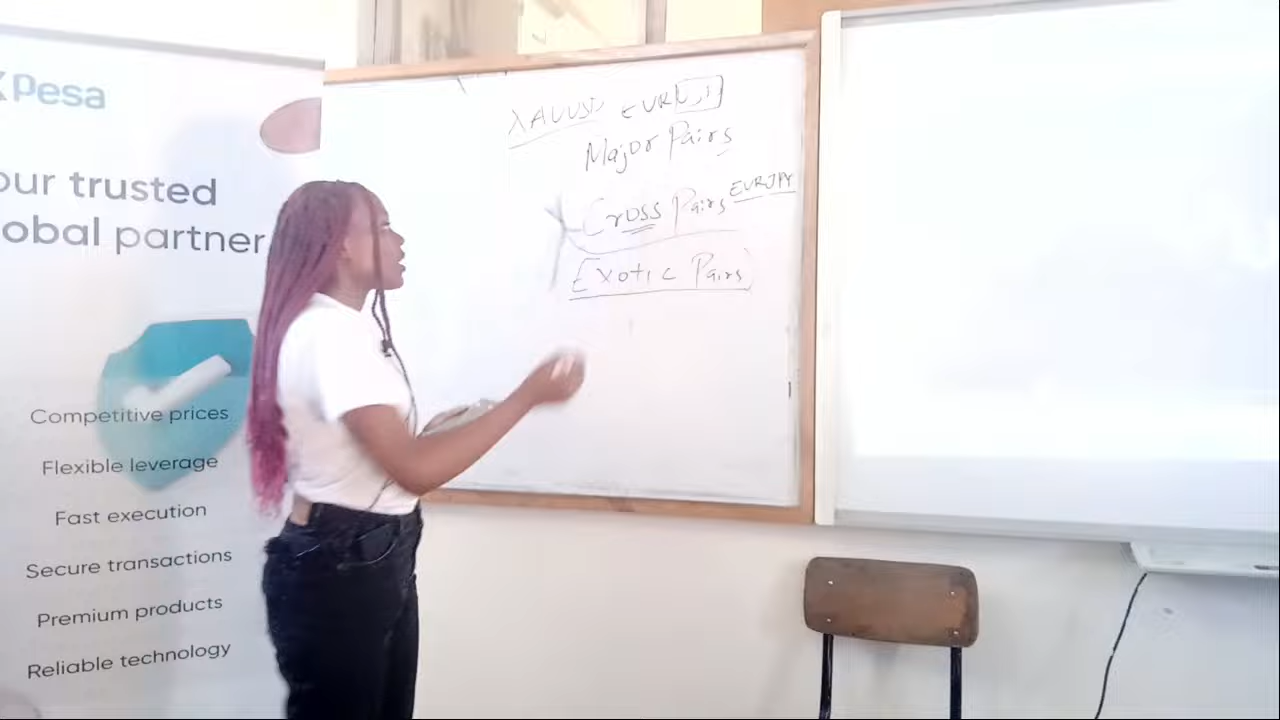 Pesa
our trusted
obal partner
Competitive prices
Flexible leverage
Fast execution
Secure transactions
Premium products
Reliable technology
XAUUSD
Major Pairs
Cross Pairs EURJPY
Exotic Pairs